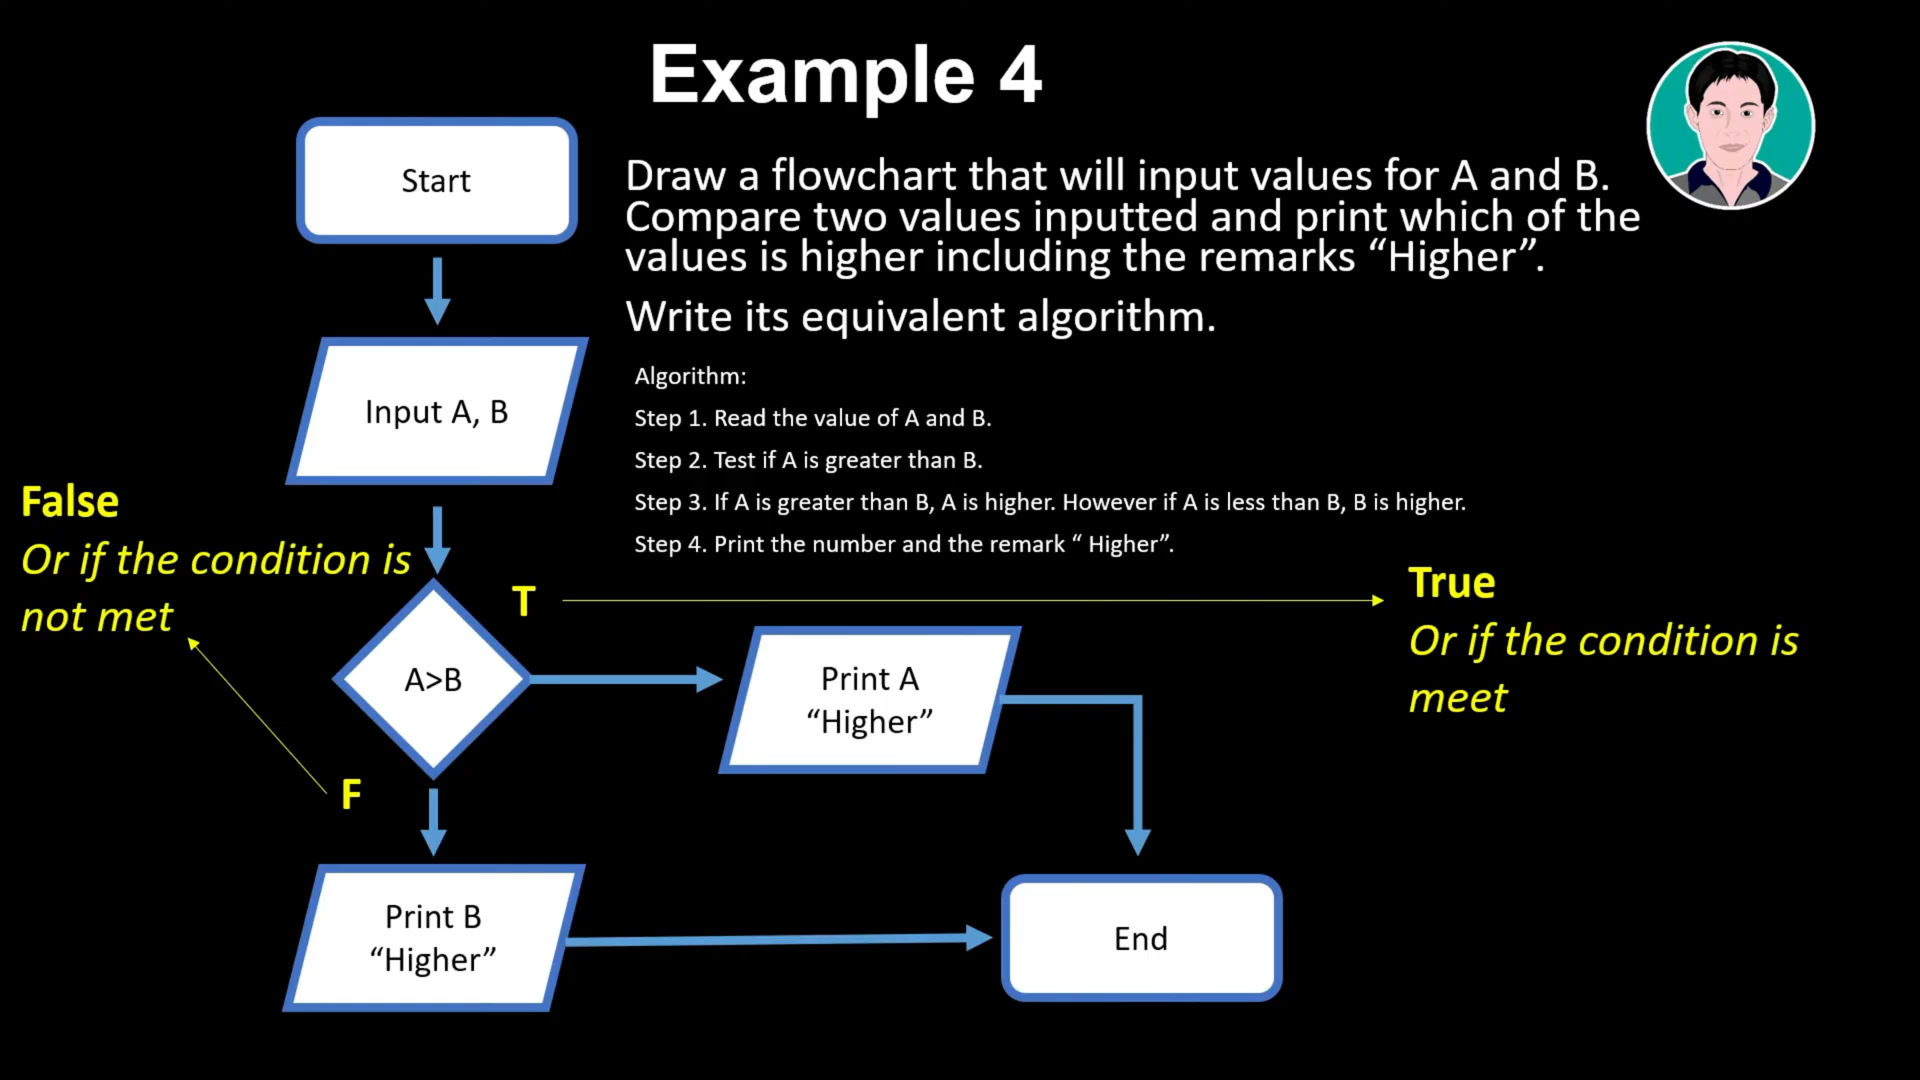 Example 4
Start
Draw a flowchart that will input values for A and B.
Compare two values inputted and print which of the
values is higher including the remarks “Higher”.
Write its equivalent algorithm.
Algorithm:
Step 1. Read the value of A and B.
Step 2. Test if A is greater than B.
Step 3. If A is greater than B, A is higher. However if A is less than B, B is higher.
Step 4. Print the number and the remark “ Higher”.
Input A, B
False
Or if the condition is
not met
T
True
Or if the condition is
meet
A>B
Print A
“Higher”
F
Print B
“Higher”
End